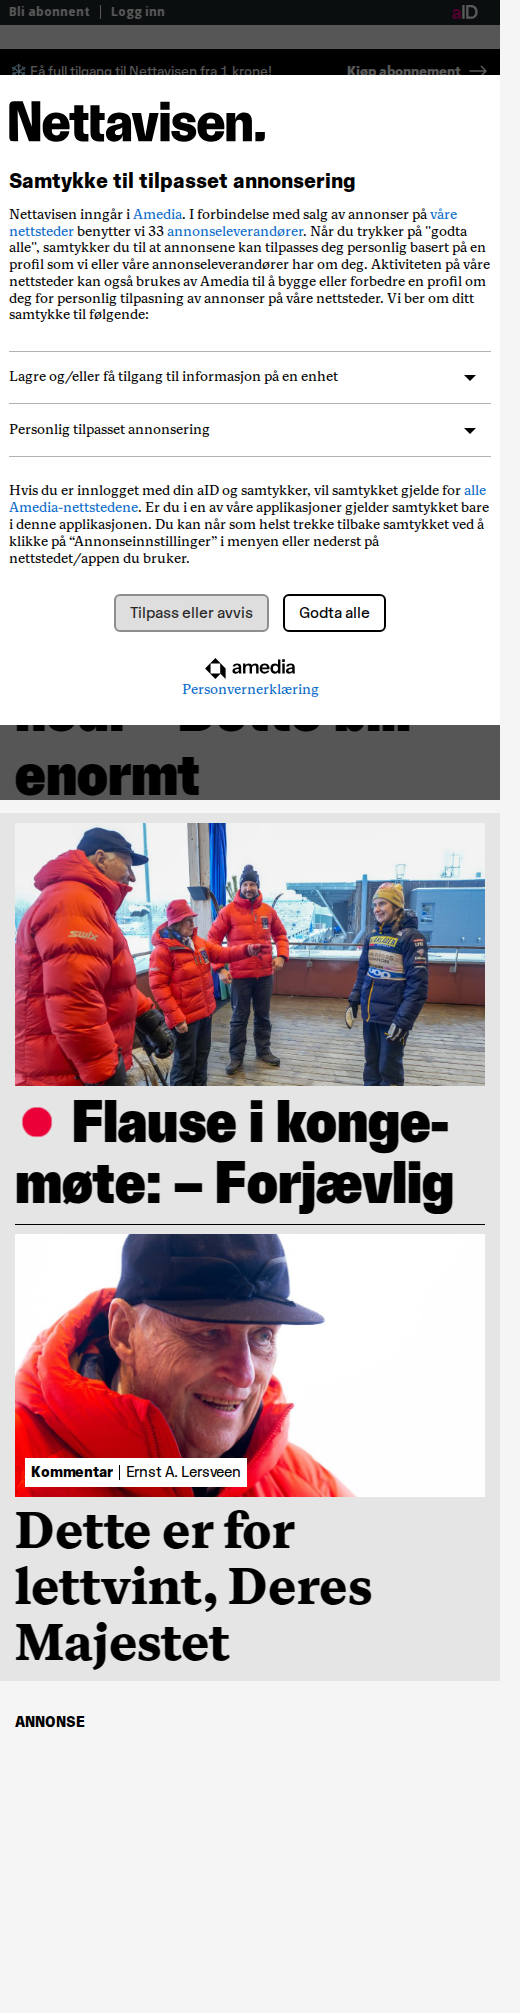 Bli abonnent | Logg inn aID
Få full tilgang til Nettavisen fra 1 krone! Kjøp abonnement →
Nettavisen.
Samtykke til tilpasset annonsering
Nettavisen inngår i Amedia. I forbindelse med salg av annonser på våre
nettsteder benytter vi 33 annonseleverandører. Når du trykker på "godta
alle", samtykker du til at annonsene kan tilpasses deg personlig basert på en
profil som vi eller våre annonseleverandører har om deg. Aktiviteten på våre
nettsteder kan også brukes av Amedia til å bygge eller forbedre en profil om
deg for personlig tilpasning av annonser på våre nettsteder. Vi ber om ditt
samtykke til følgende:
Lagre og/eller få tilgang til informasjon på en enhet
Personlig tilpasset annonsering
Hvis du er innlogget med din aID og samtykker, vil samtykket gjelde for alle
Amedia-nettstedene. Er du i en av våre applikasjoner gjelder samtykket bare
i denne applikasjonen. Du kan når som helst trekke tilbake samtykket ved å
klikke på “Annonseinnstillinger” i menyen eller nederst på
nettstedet/appen du bruker.
Tilpass eller avvis Godta alle
amedia
Personvernerklæring
enormt
swix
Flause i konge-
møte: – Forjævlig
Kommentar | Ernst A. Lersveen
Dette er for
lettvint, Deres
Majestet
ANNONSE